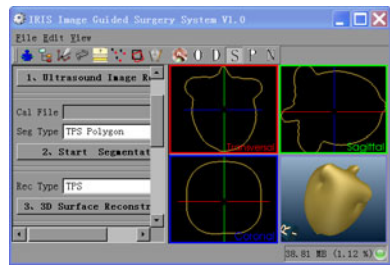 IRIS Image Guided Surgery System V1.0
File Edit View
O D S P N
1. Ultrasound Image R
Cal File
Seg Type TPS Polygon
2. Start Segmentat
Rec Type TPS
3. 3D Surface Reconstr
Transversal
Sagittal
Coronal
38.81 MB (1.12 %)